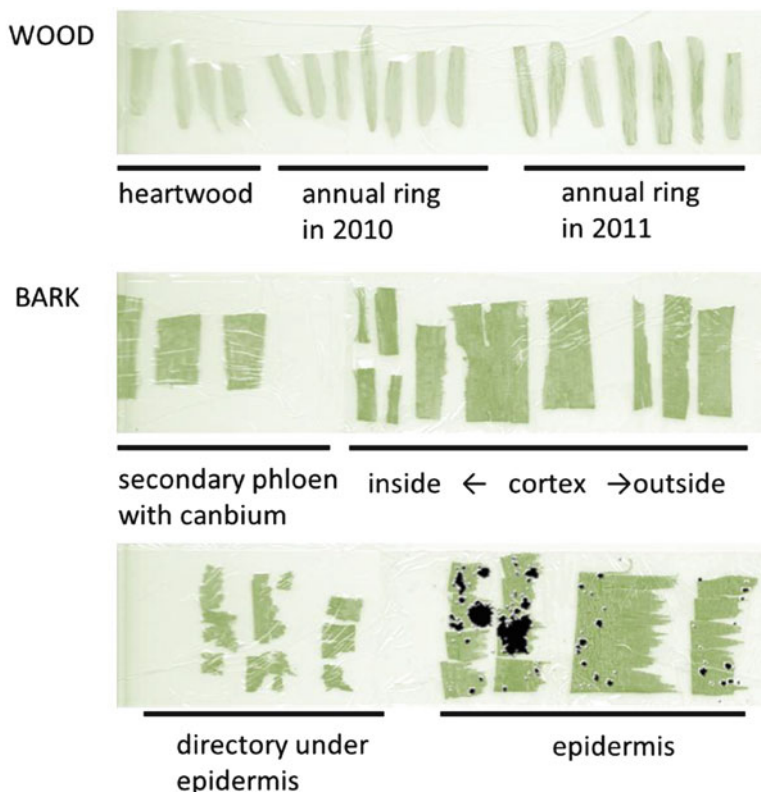 WOOD
heartwood
annual ring
in 2010
annual ring
in 2011
BARK
secondary phloen
with canbium
inside ← cortex →outside
directory under
epidermis
epidermis